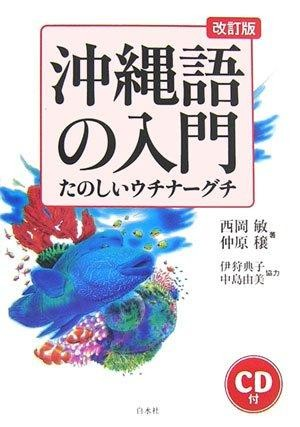 改訂版
沖縄語
の入門
たのしいウチナーグチ
西岡 敏
仲原 穣 著
伊狩典子
中島由美 協力
CD
付
白水社